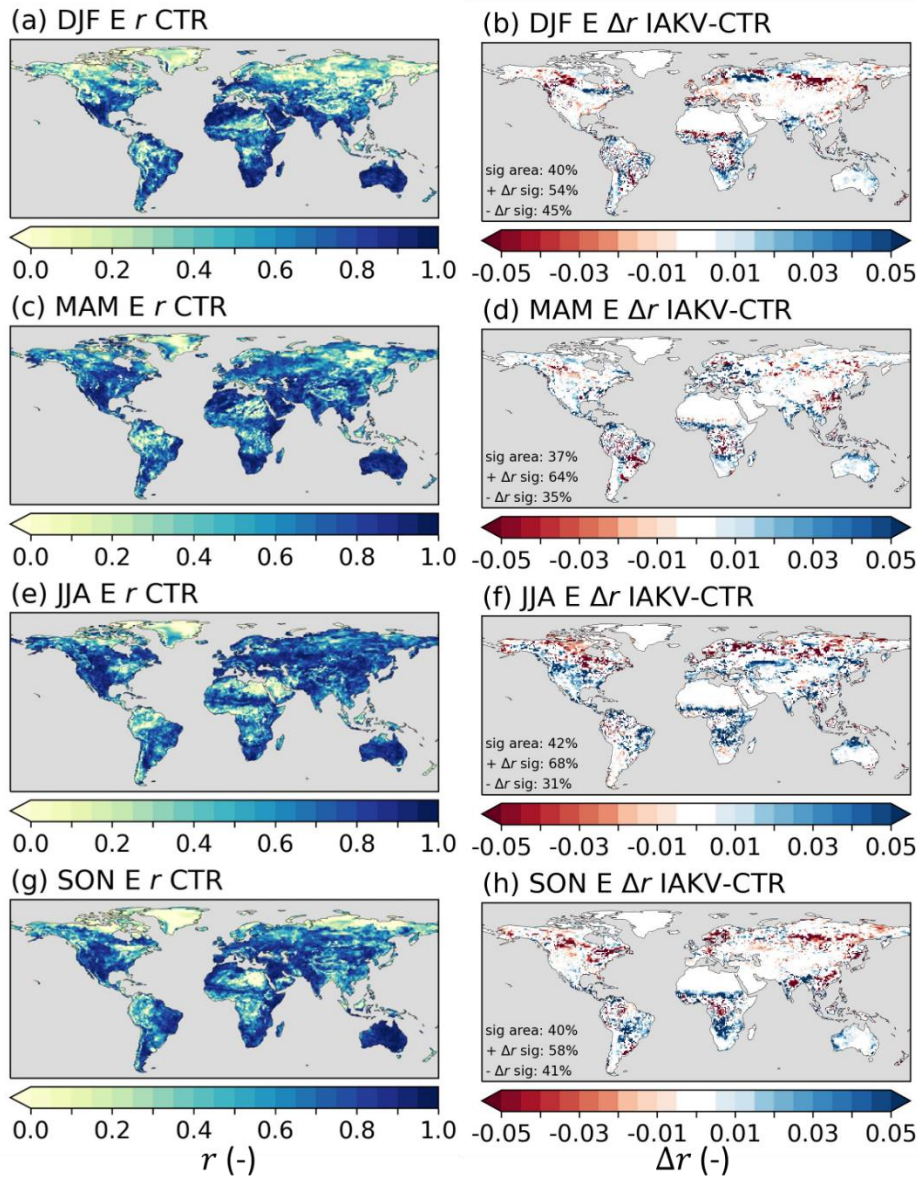 (a) DJF E r CTR
0.0 0.2 0.4 0.6 0.8 1.0
(b) DJF E Δr IAKV-CTR
sig area: 40%
+ Δr sig: 54%
- Δr sig: 45%
-0.05 -0.03 -0.01 0.01 0.03 0.05
(c) MAM E r CTR
0.0 0.2 0.4 0.6 0.8 1.0
(d) MAM E Δr IAKV-CTR
sig area: 37%
+ Δr sig: 64%
- Δr sig: 35%
-0.05 -0.03 -0.01 0.01 0.03 0.05
(e) JJA E r CTR
0.0 0.2 0.4 0.6 0.8 1.0
(f) JJA E Δr IAKV-CTR
sig area: 42%
+ Δr sig: 68%
- Δr sig: 31%
-0.05 -0.03 -0.01 0.01 0.03 0.05
(g) SON E r CTR
0.0 0.2 0.4 0.6 0.8 1.0
r (-)
(h) SON E Δr IAKV-CTR
sig area: 40%
+ Δr sig: 58%
- Δr sig: 41%
-0.05 -0.03 -0.01 0.01 0.03 0.05
Δr (-)